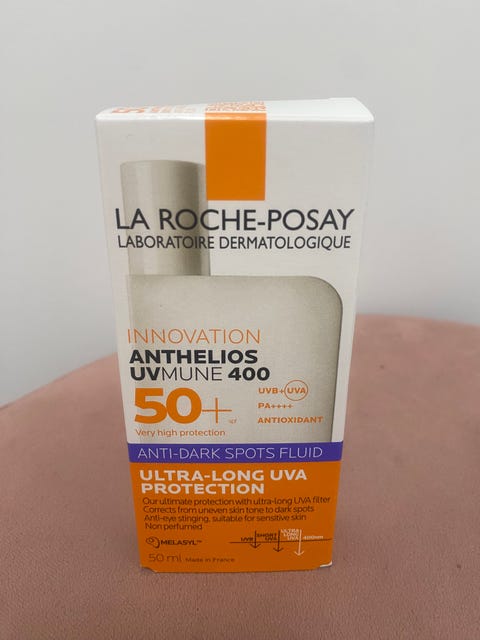 LA ROCHE-POSAY
LABORATOIRE DERMATOLOGIQUE
INNOVATION
ANTHELIOS
UVMUNE 400
50+ SPF
Very high protection
UVB+UVA
PA++++
ANTIOXIDANT
ANTI-DARK SPOTS FLUID
ULTRA-LONG UVA
PROTECTION
Our ultimate protection with ultra-long UVA filter
Corrects from uneven skin tone to dark spots
Anti-eye stinging, suitable for sensitive skin
Non perfumed
MELASYL™
UVB
SHORT
UVA
ULTRA
LONG
UVA
400nm
50 ml Made in France